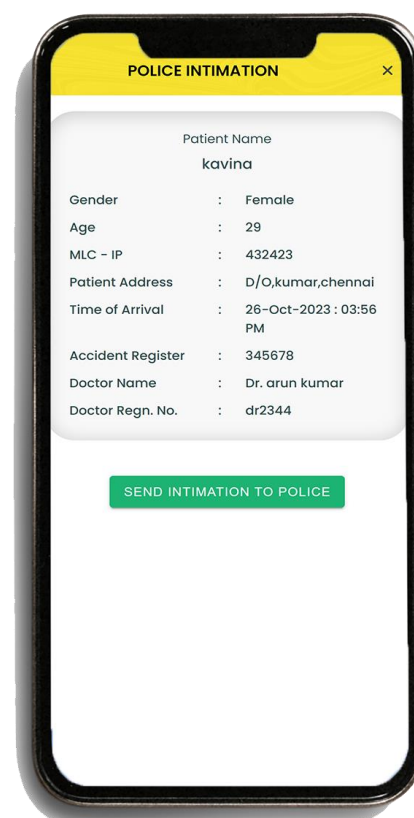 POLICE INTIMATION ×
Patient Name
kavina
Gender : Female
Age : 29
MLC - IP : 432423
Patient Address : D/O,kumar,chennai
Time of Arrival : 26-Oct-2023 : 03:56
PM
Accident Register : 345678
Doctor Name : Dr. arun kumar
Doctor Regn. No. : dr2344
SEND INTIMATION TO POLICE